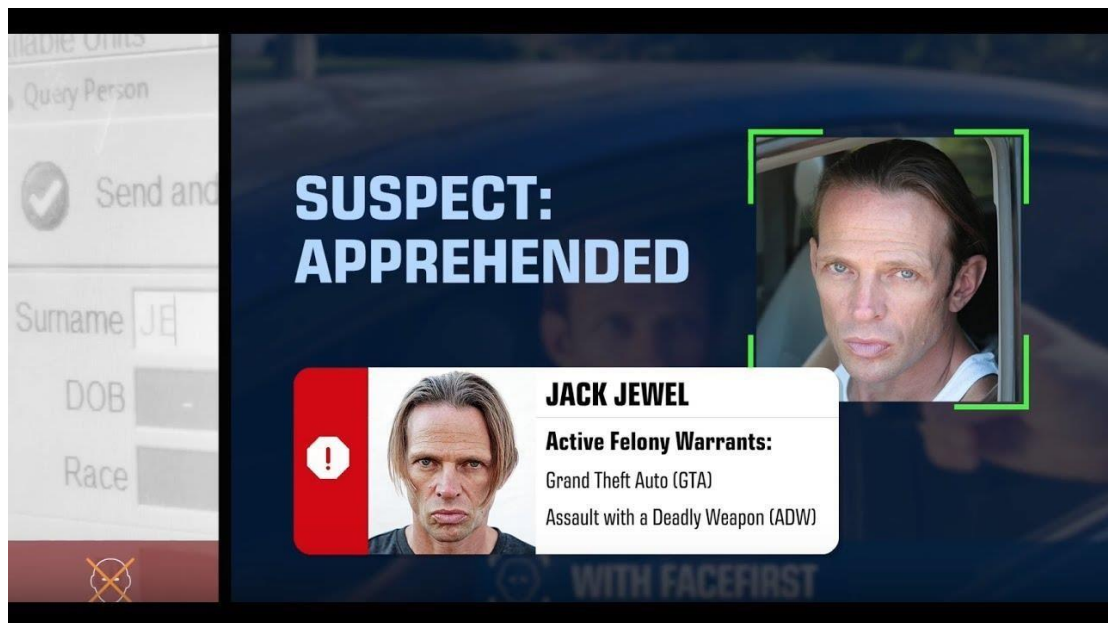 Query Person
Send and
Surname JE
DOB
Race
SUSPECT:
APPREHENDED
JACK JEWEL
Active Felony Warrants:
Grand Theft Auto (GTA)
Assault with a Deadly Weapon (ADW)
WITH FACEFIRST